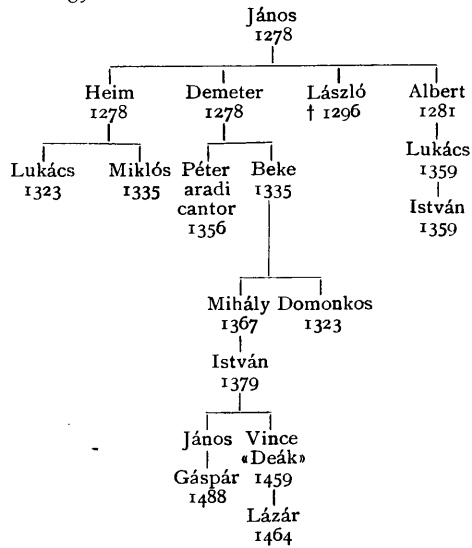 János
1278
Heim Demeter László Albert
1278 1278 † 1296 1281
Lukács Miklós Péter Beke Lukács
1323 1335 aradi 1335 1359
cantor István
1356 1359
Mihály Domonkos
1367 1323
István
1379
János Vince
«Deák»
Gáspár 1459
1488 Lázár
1464